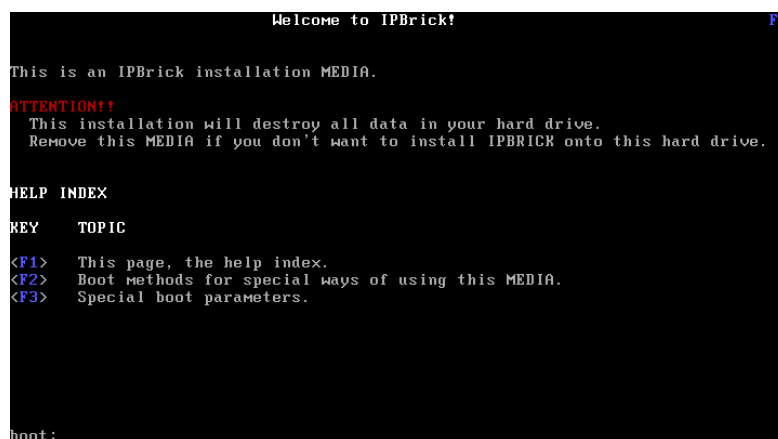 Welcome to IPBrick! F
This is an IPBrick installation MEDIA.
ATTENTION!!
This installation will destroy all data in your hard drive.
Remove this MEDIA if you don't want to install IPBRICK onto this hard drive.
HELP INDEX
KEY TOPIC
<F1> This page, the help index.
<F2> Boot methods for special ways of using this MEDIA.
<F3> Special boot parameters.
boot: